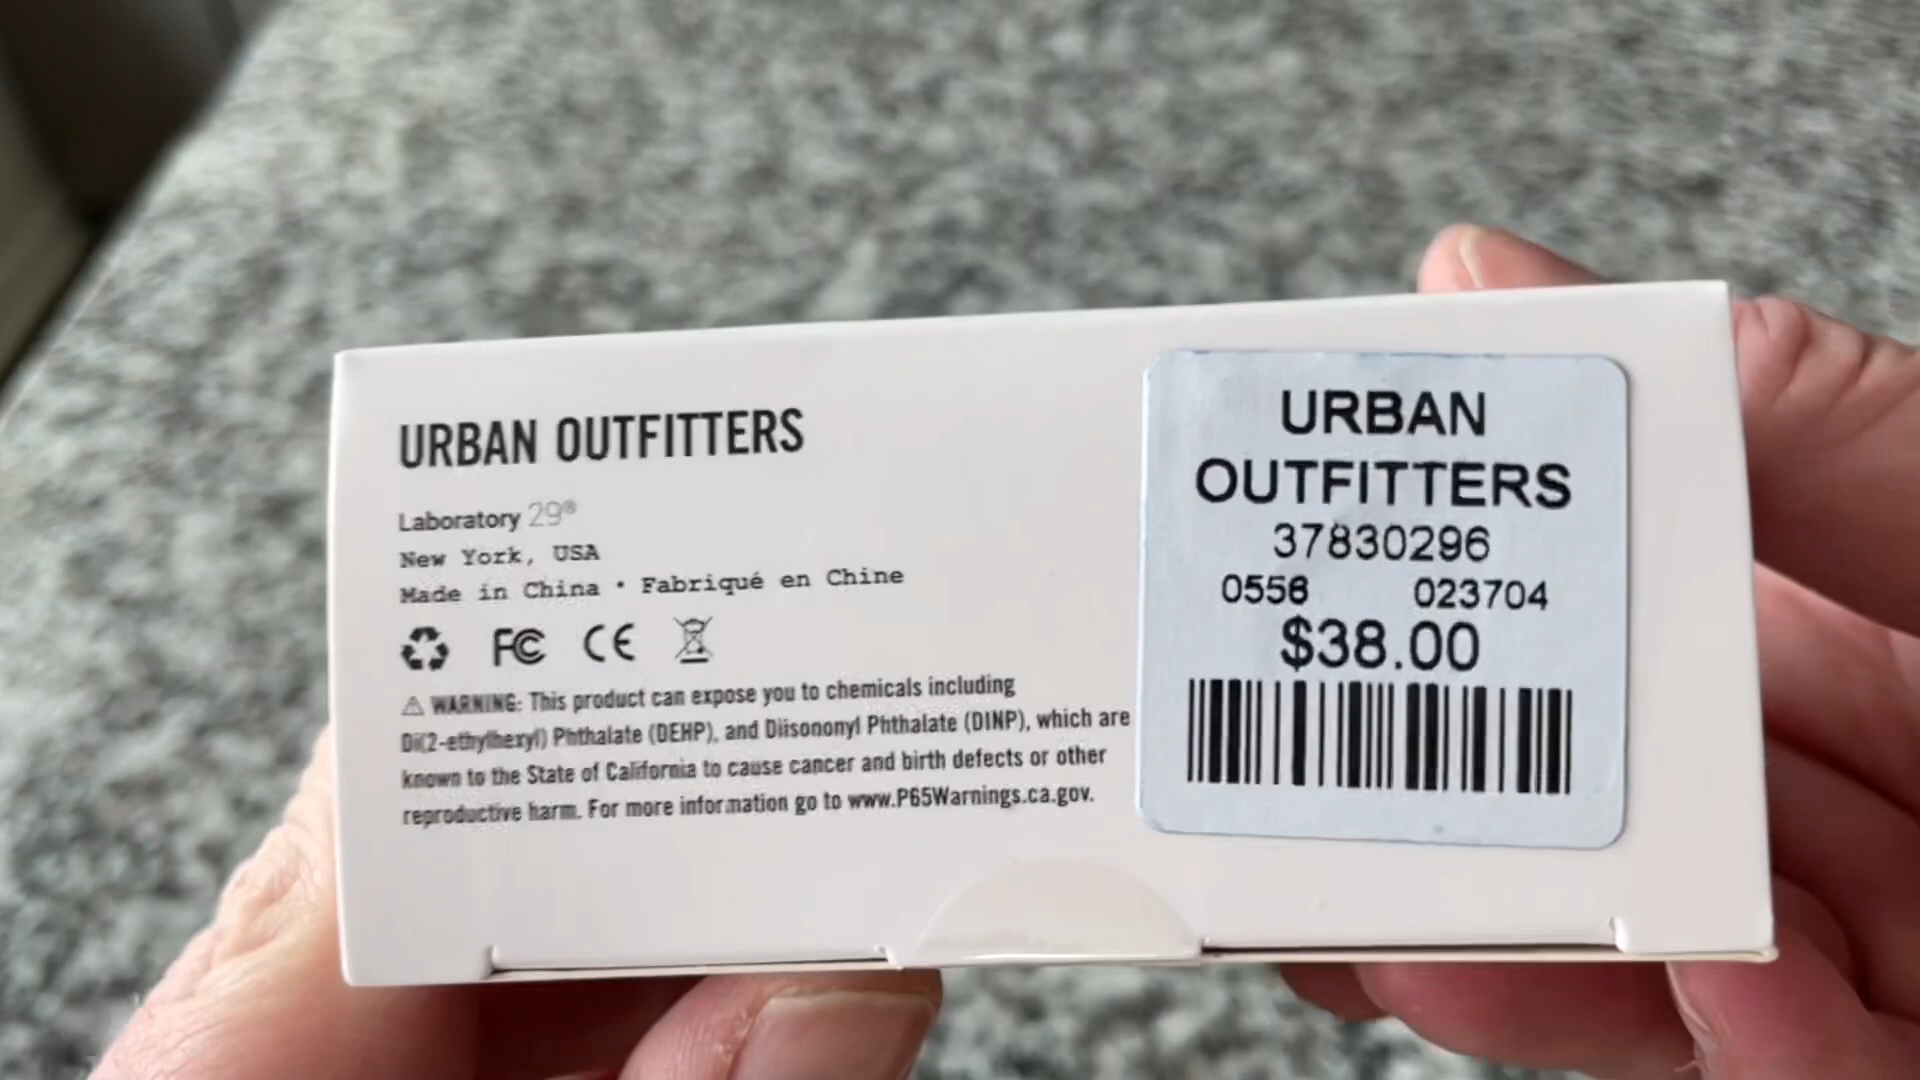 URBAN OUTFITTERS
Laboratory 29®
New York, USA
Made in China • Fabriqué en Chine
FC CE
⚠ WARNING: This product can expose you to chemicals including
Di(2-ethylhexyl) Phthalate (DEHP), and Diisononyl Phthalate (DINP), which are
known to the State of California to cause cancer and birth defects or other
reproductive harm. For more information go to www.P65Warnings.ca.gov.
URBAN
OUTFITTERS
37830296
0556 023704
$38.00